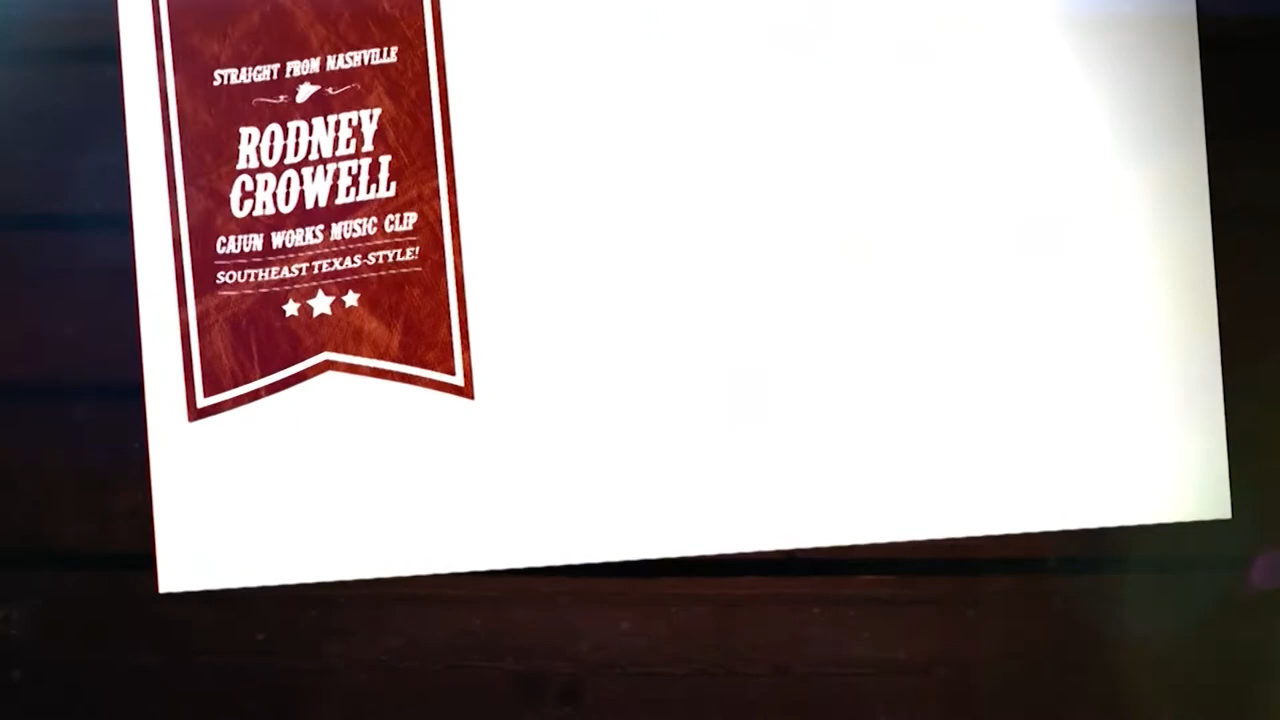 STRAIGHT FROM NASHVILLE
RODNEY
CROWELL
CAJUN WORKS MUSIC CLIP
SOUTHEAST TEXAS-STYLE!